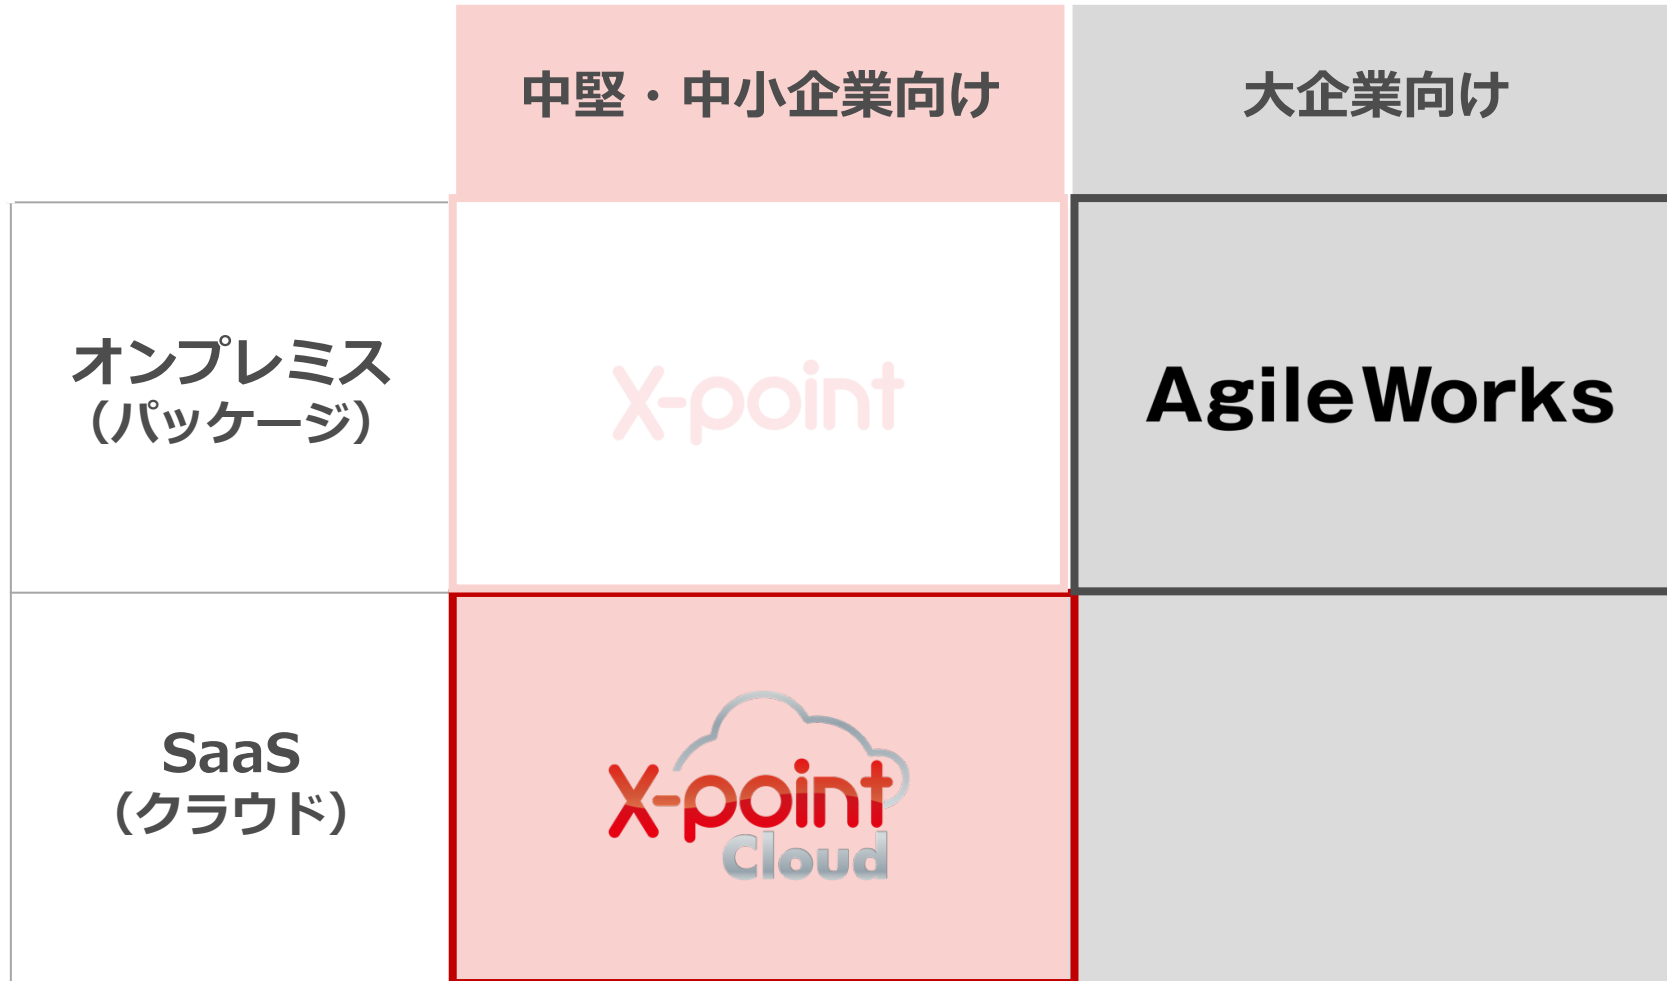 中堅・中小企業向け
大企業向け
オンプレミス
（パッケージ）
X-point
AgileWorks
SaaS
（クラウド）
X-point
Cloud